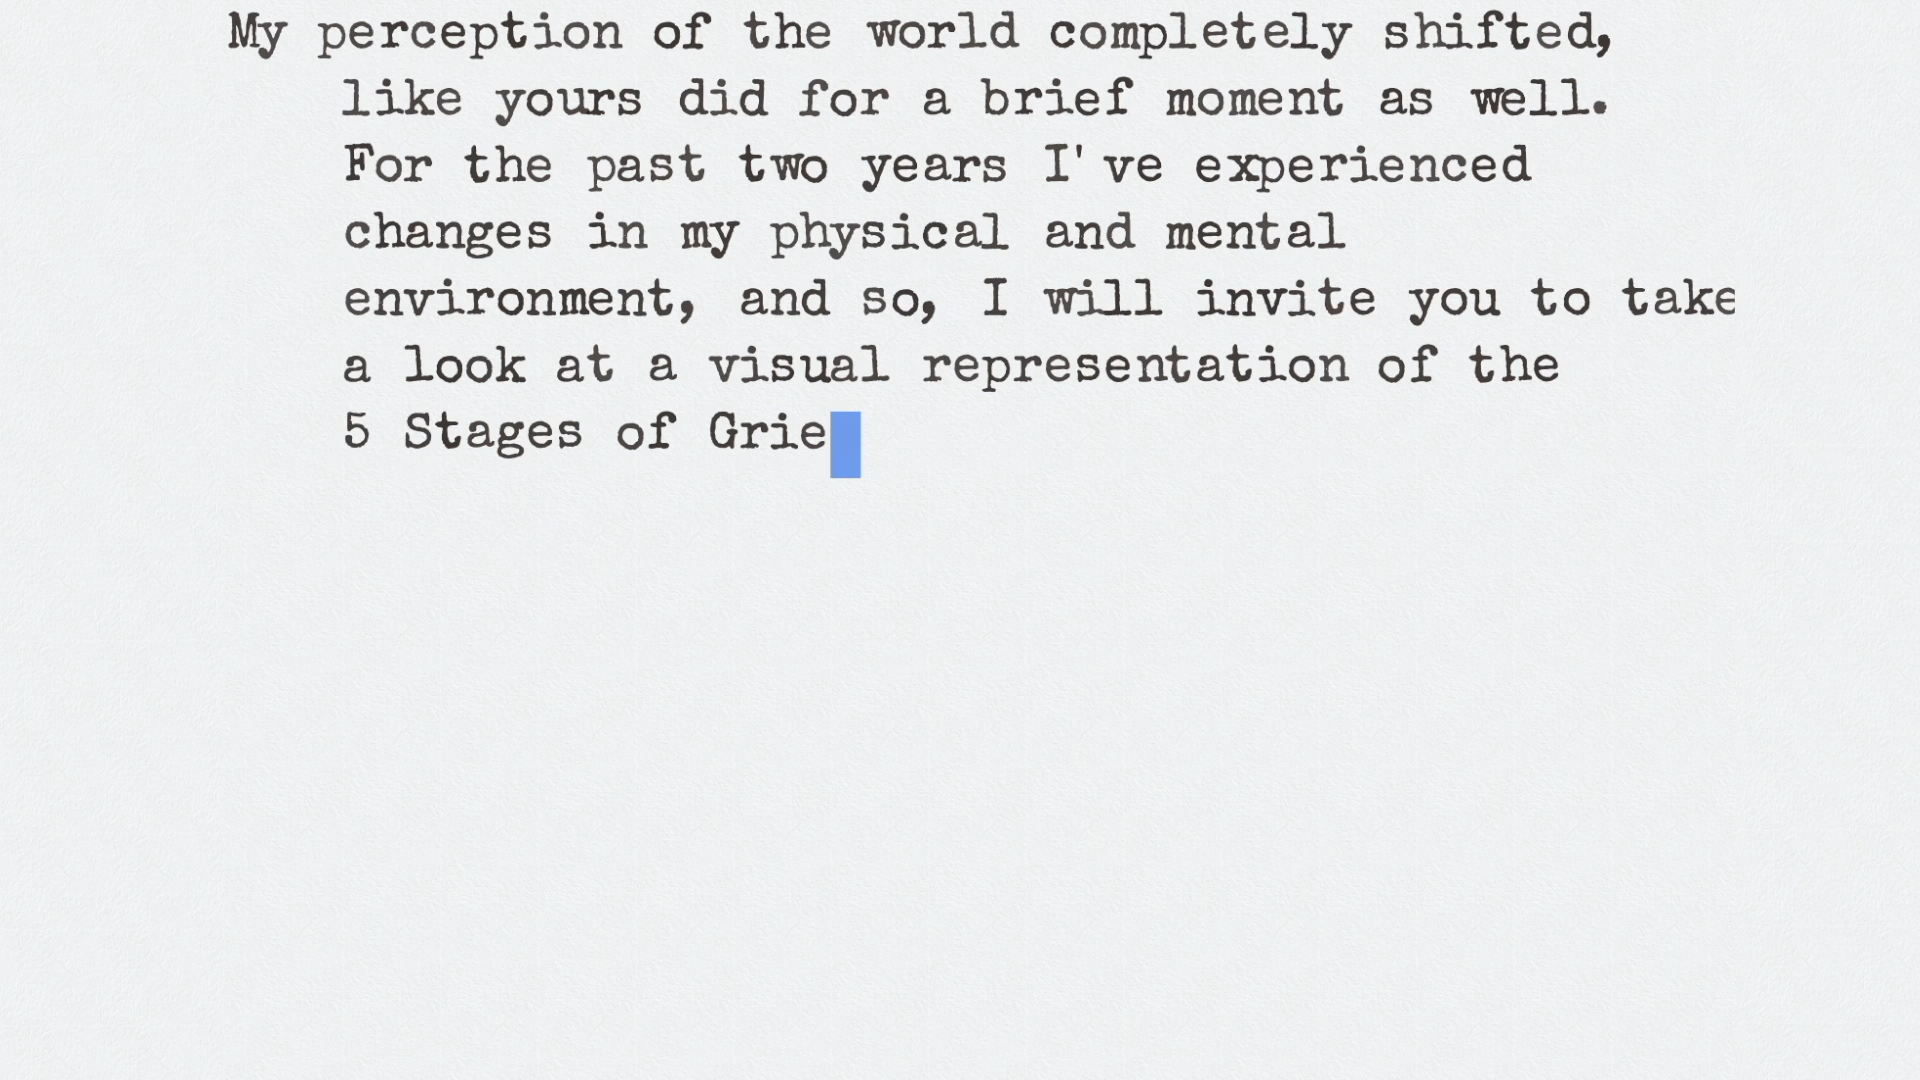 My perception of the world completely shifted,
like yours did for a brief moment as well.
For the past two years I've experienced
changes in my physical and mental
environment, and so, I will invite you to take
a look at a visual representation of the
5 Stages of Grie